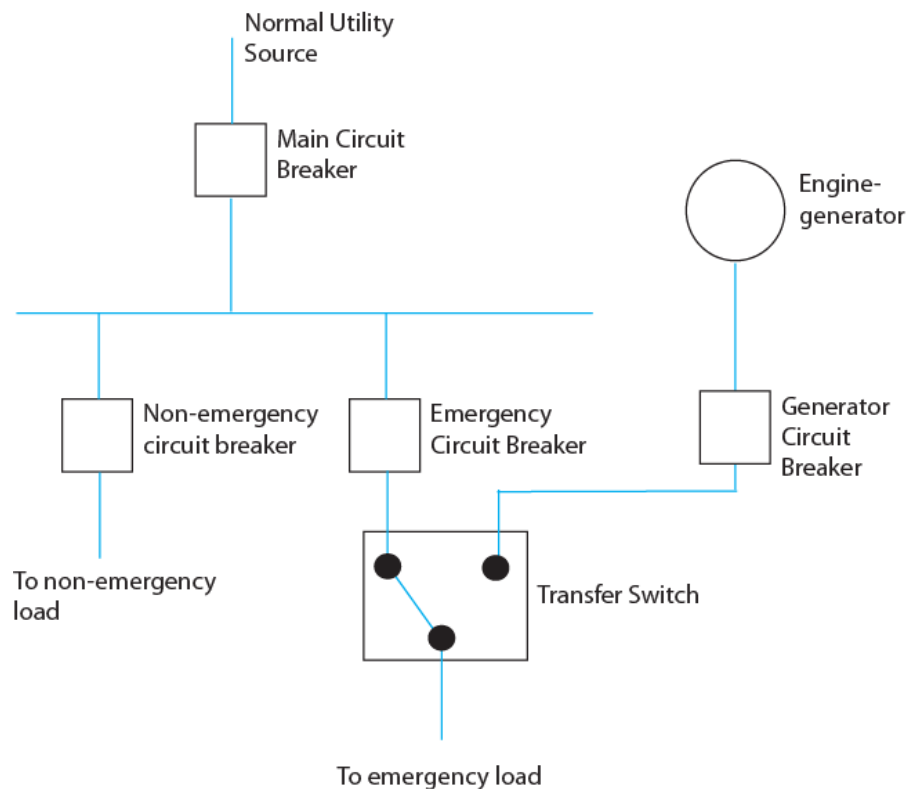 Normal Utility
Source
Main Circuit
Breaker
Engine-
generator
Non-emergency
circuit breaker
Emergency
Circuit Breaker
Generator
Circuit
Breaker
To non-emergency
load
Transfer Switch
To emergency load